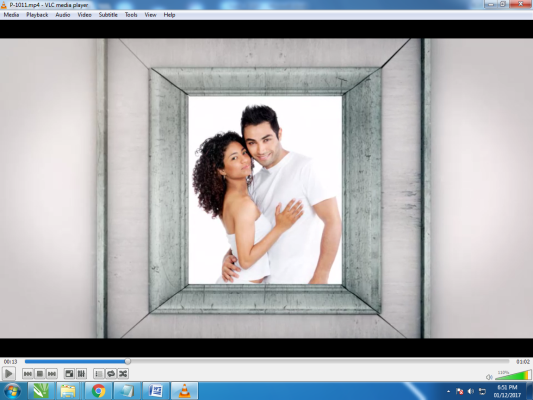 P-1011.mp4 - VLC media player
Media Playback Audio Video Subtitle Tools View Help
00:13
01:02
119%
6:51 PM
01/12/2017